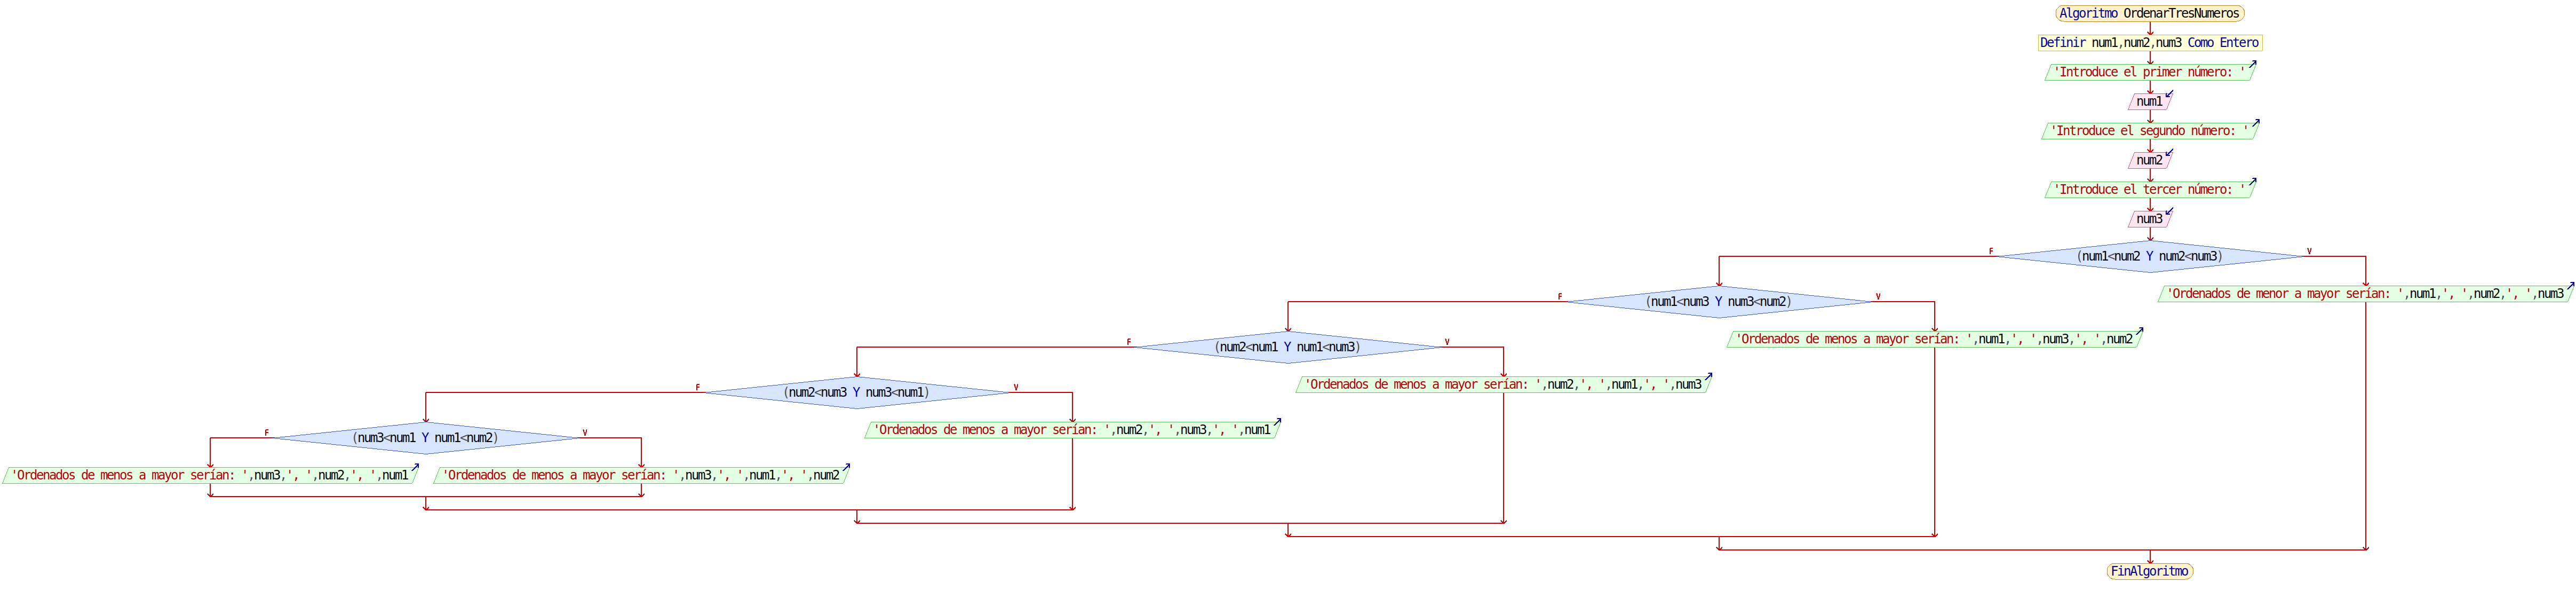 Algoritmo OrdenarTresNumeros
Definir num1,num2,num3 Como Entero
'Introduce el primer número: '
num1
'Introduce el segundo número: '
num2
'Introduce el tercer número: '
num3
F
(num1<num2 Y num2<num3)
V
'Ordenados de menor a mayor serían: ',num1,', ',num2,', ',num3
F
(num1<num3 Y num3<num2)
V
'Ordenados de menos a mayor serían: ',num1,', ',num3,', ',num2
F
(num2<num1 Y num1<num3)
V
'Ordenados de menos a mayor serían: ',num2,', ',num1,', ',num3
F
(num2<num3 Y num3<num1)
V
'Ordenados de menos a mayor serían: ',num2,', ',num3,', ',num1
F
(num3<num1 Y num1<num2)
V
'Ordenados de menos a mayor serían: ',num3,', ',num2,', ',num1
'Ordenados de menos a mayor serían: ',num3,', ',num1,', ',num2
FinAlgoritmo